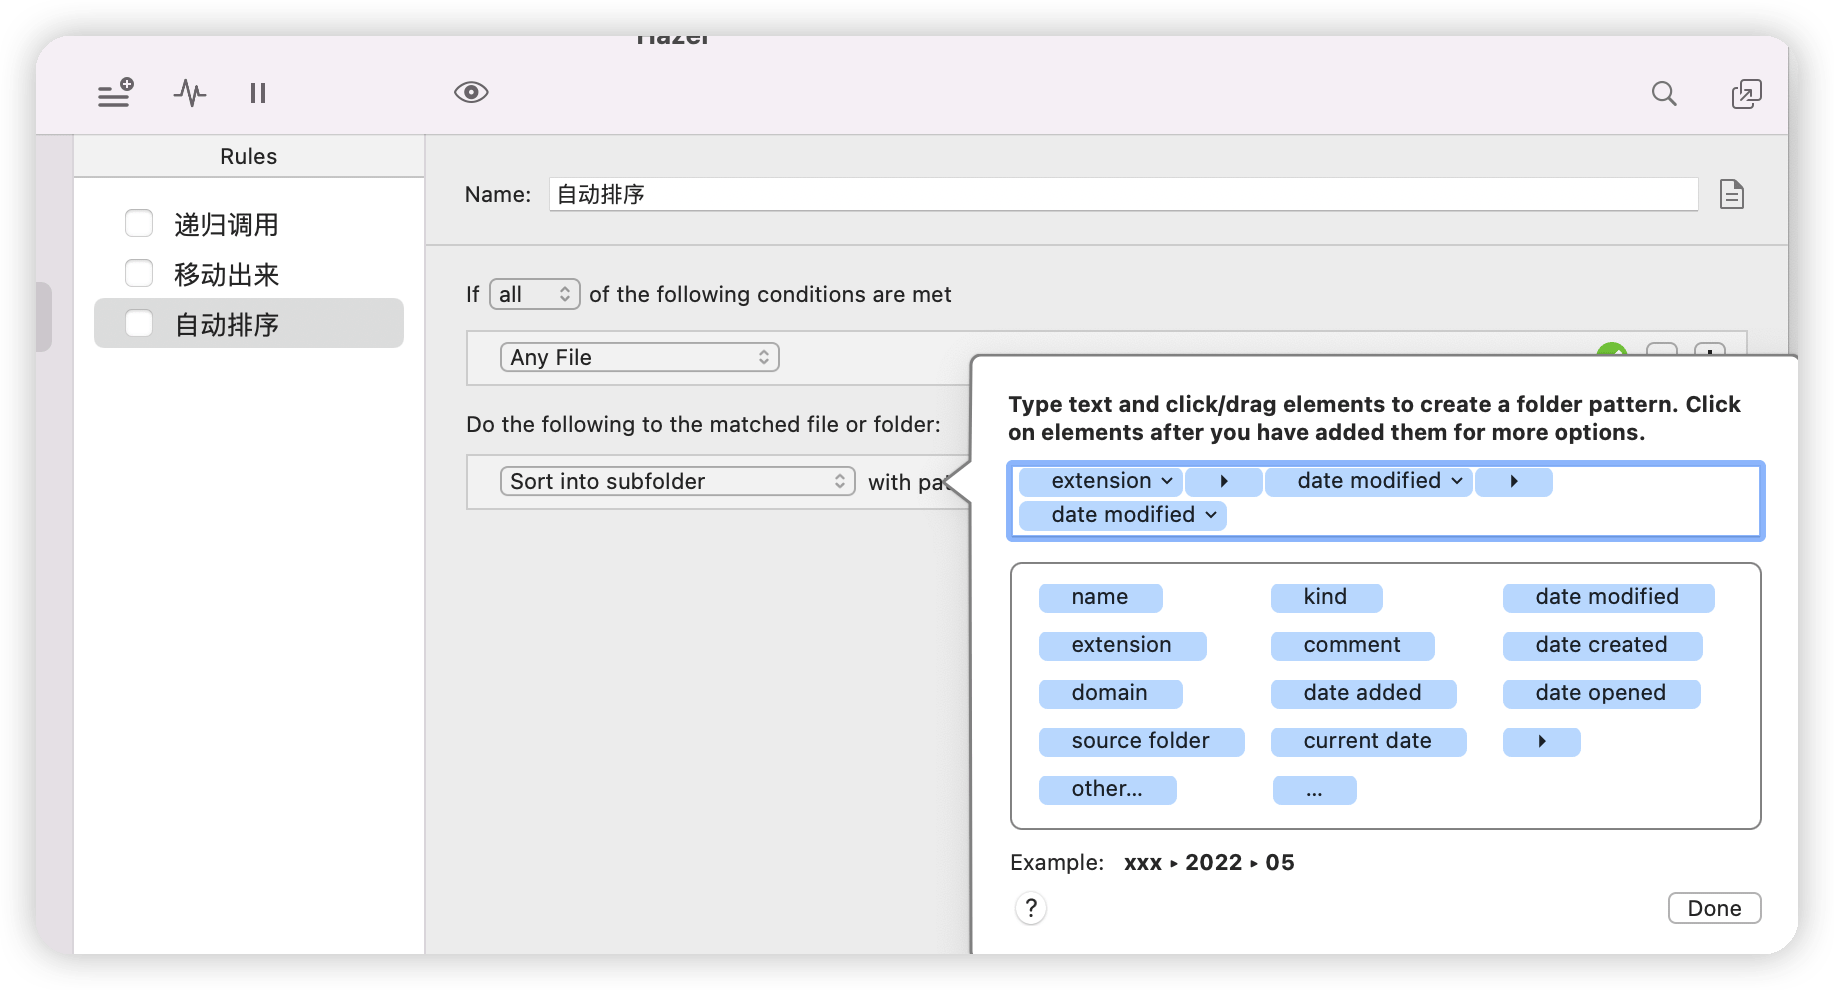 Hazel
Rules
递归调用
移动出来
自动排序
Name: 自动排序
If all of the following conditions are met
Any File
Do the following to the matched file or folder:
Sort into subfolder with pat
Type text and click/drag elements to create a folder pattern. Click
on elements after you have added them for more options.
extension ▸ date modified ▸
date modified
name kind date modified
extension comment date created
domain date added date opened
source folder current date ▸
other... ...
Example: xxx ▸ 2022 ▸ 05
? Done